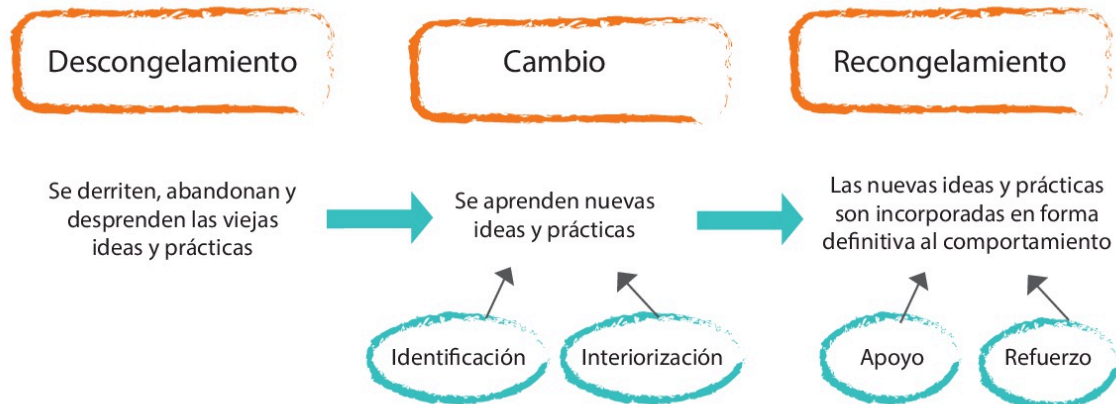 Descongelamiento
Cambio
Recongelamiento
Se derriten, abandonan y
desprenden las viejas
ideas y prácticas
Se aprenden nuevas
ideas y prácticas
Las nuevas ideas y prácticas
son incorporadas en forma
definitiva al comportamiento
Identificación
Interiorización
Apoyo
Refuerzo